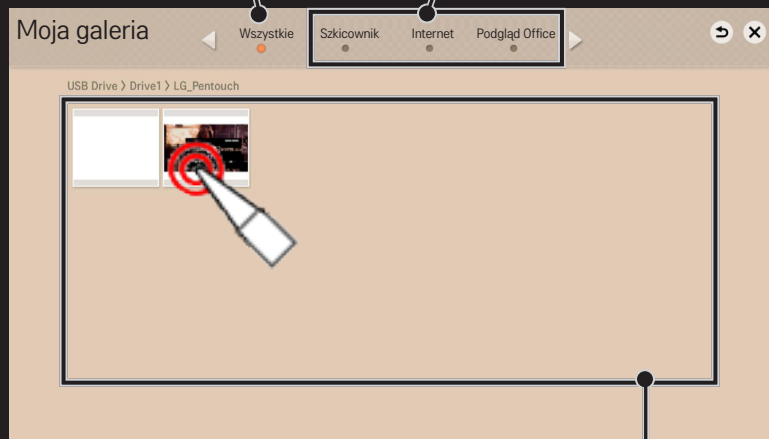 Moja galeria
Wszystkie Szkicownik Internet Podgląd Office
USB Drive > Drive1 > LG_Pentouch